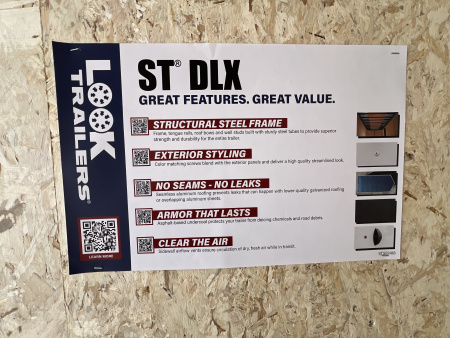 LOOK
TRAILERS®
LEARN MORE
ST® DLX
GREAT FEATURES. GREAT VALUE.
STRUCTURAL STEEL FRAME
Frame, tongue rails, roof bows and wall studs built with sturdy steel tubes to provide superior
strength and durability for the entire trailer.
EXTERIOR STYLING
Color matching screws blend with the exterior panels and deliver a high quality streamlined look.
NO SEAMS - NO LEAKS
Seamless aluminum roofing prevents leaks that can happen with lower quality galvanized roofing
or overlapping aluminum sheets.
ARMOR THAT LASTS
Asphalt-based undercoat protects your trailer from deicing chemicals and road debris.
CLEAR THE AIR
Sidewall airflow vents ensure circulation of dry, fresh air while in transit.